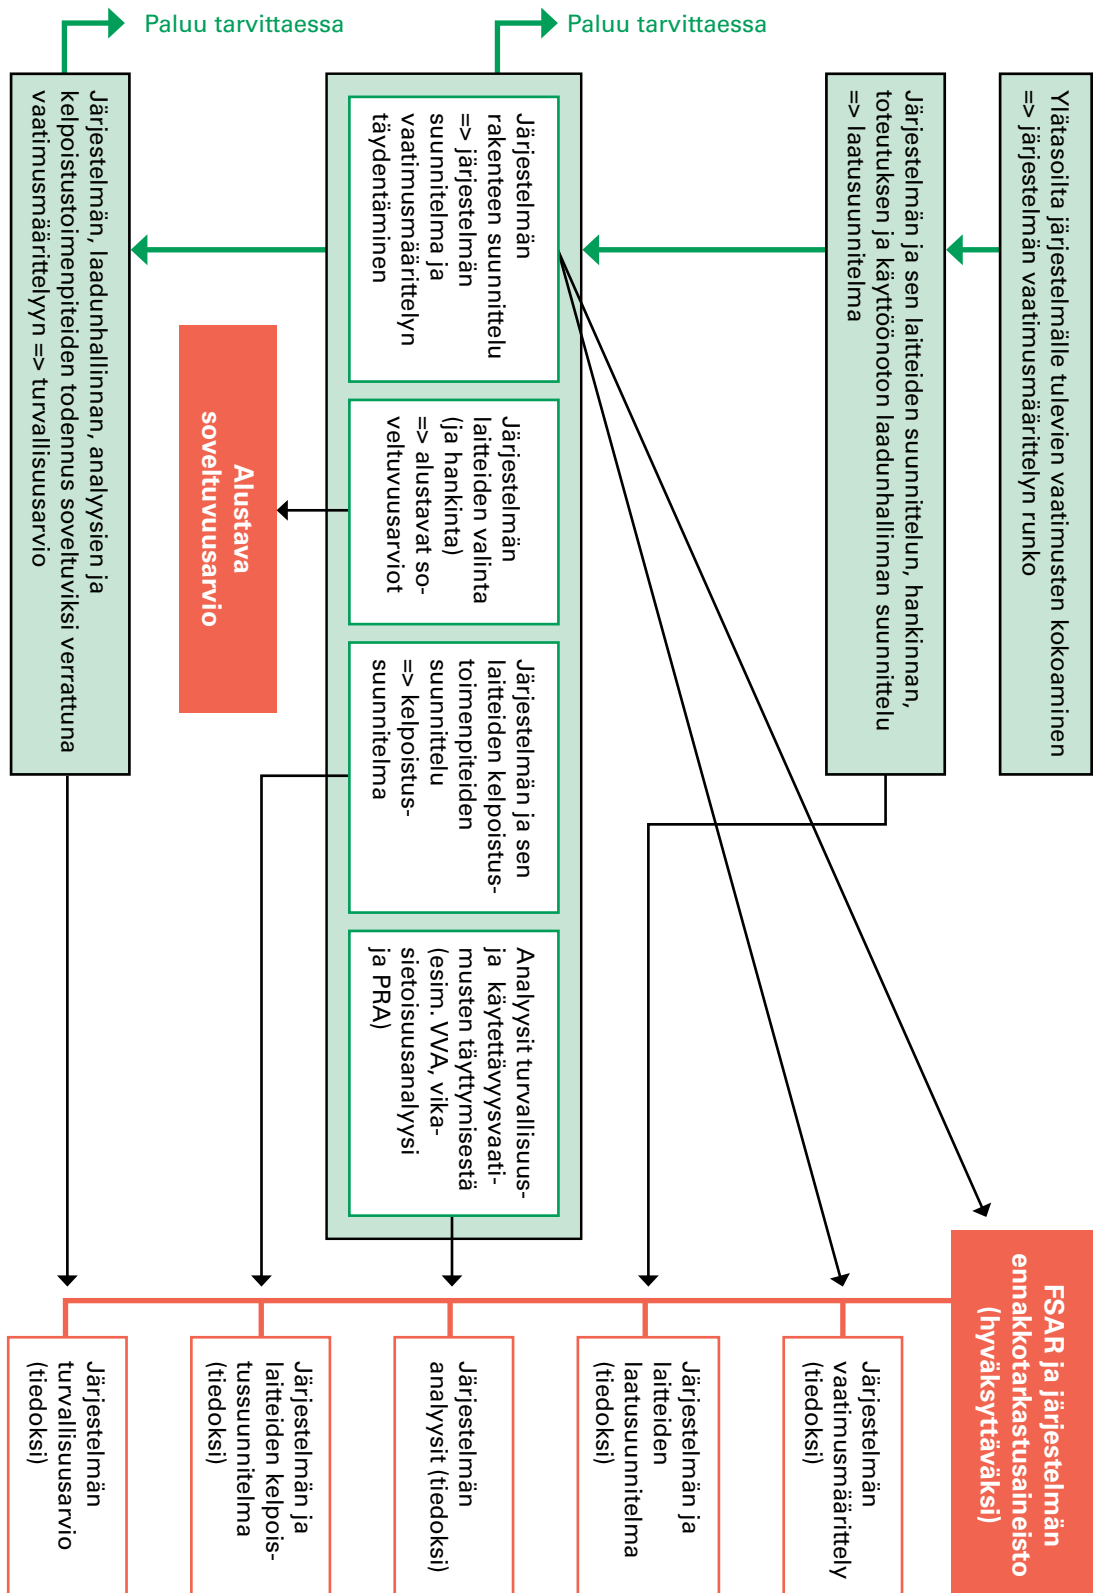 Ylätasoilta järjestelmälle tulevien vaatimusten kokoaminen
=> järjestelmän vaatimusmäärittelyn runko
Järjestelmän ja sen laitteiden suunnittelun, hankinnan,
toteutuksen ja käyttöönoton laadunhallinnan suunnittelu
=> laatusuunnitelma
Paluu tarvittaessa
Järjestelmän
rakenteen suunnittelu
=> järjestelmän
suunnitelma ja
vaatimusmäärittelyn
täydentäminen
Järjestelmän
laitteiden valinta
(ja hankinta)
=> alustavat so-
veltuvuusarviot
Järjestelmän ja sen
laitteiden kelpoistus-
toimenpiteiden
suunnittelu
=> kelpoistus-
suunnitelma
Analyysit turvallisuus-
ja käytettävyysvaati-
musten täyttymisestä
(esim. VVA, vika-
sietoisuusanalyysi
ja PRA)
Alustava
soveltuvuusarvio
Paluu tarvittaessa
Järjestelmän, laadunhallinnan, analyysien ja
kelpoistustoimenpiteiden todennus soveltuviksi verrattuna
vaatimusmäärittelyyn => turvallisuusarvio
FSAR ja järjestelmän
ennakkotarkastusaineisto
(hyväksyttäväksi)
Järjestelmän
vaatimusmäärittely
(tiedoksi)
Järjestelmän ja
laitteiden
laatusuunnitelma
(tiedoksi)
Järjestelmän
analyysit (tiedoksi)
Järjestelmän ja
laitteiden kelpois-
tussuunnitelma
(tiedoksi)
Järjestelmän
turvallisuusarvio
(tiedoksi)